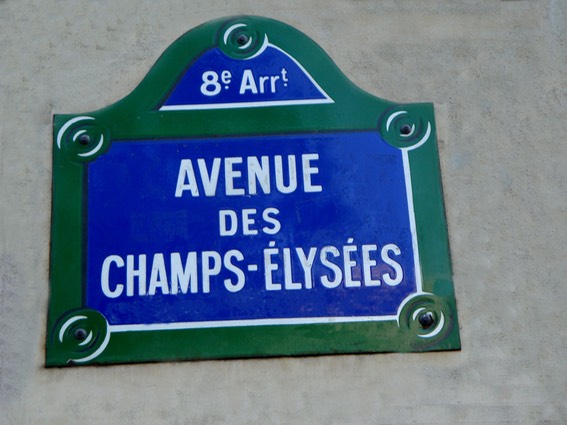 8e Arrt
AVENUE
DES
CHAMPS-ÉLYSÉES